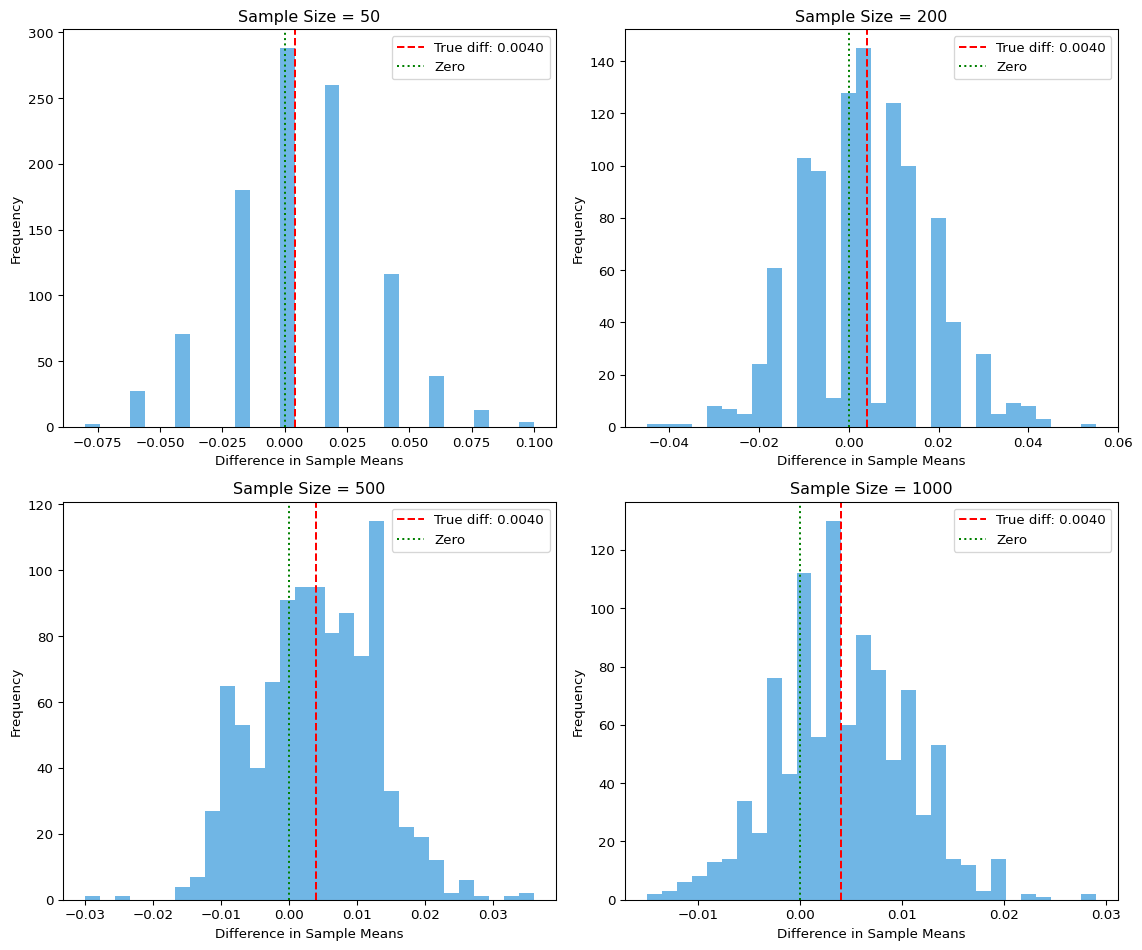 Sample Size = 50
300
250
200
150
100
50
0
Frequency
True diff: 0.0040
Zero
−0.075
−0.050
−0.025
0.000
0.025
0.050
0.075
0.100
Difference in Sample Means
Sample Size = 200
140
120
100
80
60
40
20
0
Frequency
True diff: 0.0040
Zero
−0.04
−0.02
0.00
0.02
0.04
0.06
Difference in Sample Means
Sample Size = 500
120
100
80
60
40
20
0
Frequency
True diff: 0.0040
Zero
−0.03
−0.02
−0.01
0.00
0.01
0.02
0.03
Difference in Sample Means
Sample Size = 1000
120
100
80
60
40
20
0
Frequency
True diff: 0.0040
Zero
−0.01
0.00
0.01
0.02
0.03
Difference in Sample Means